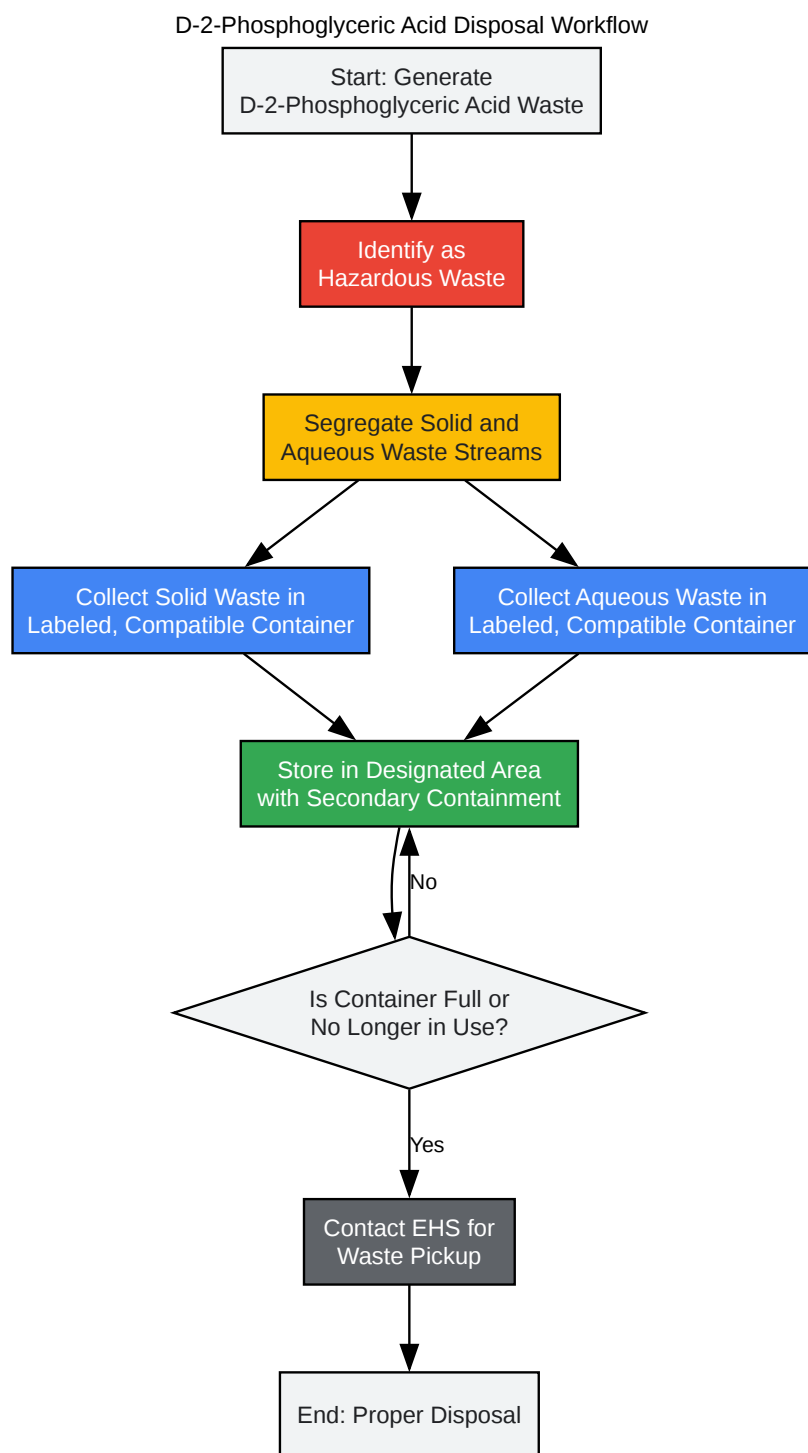 D-2-Phosphoglyceric Acid Disposal Workflow
Start: Generate
D-2-Phosphoglyceric Acid Waste
Identify as
Hazardous Waste
Segregate Solid and
Aqueous Waste Streams
Collect Solid Waste in
Labeled, Compatible Container
Collect Aqueous Waste in
Labeled, Compatible Container
Store in Designated Area
with Secondary Containment
No
Is Container Full or
No Longer in Use?
Yes
Contact EHS for
Waste Pickup
End: Proper Disposal